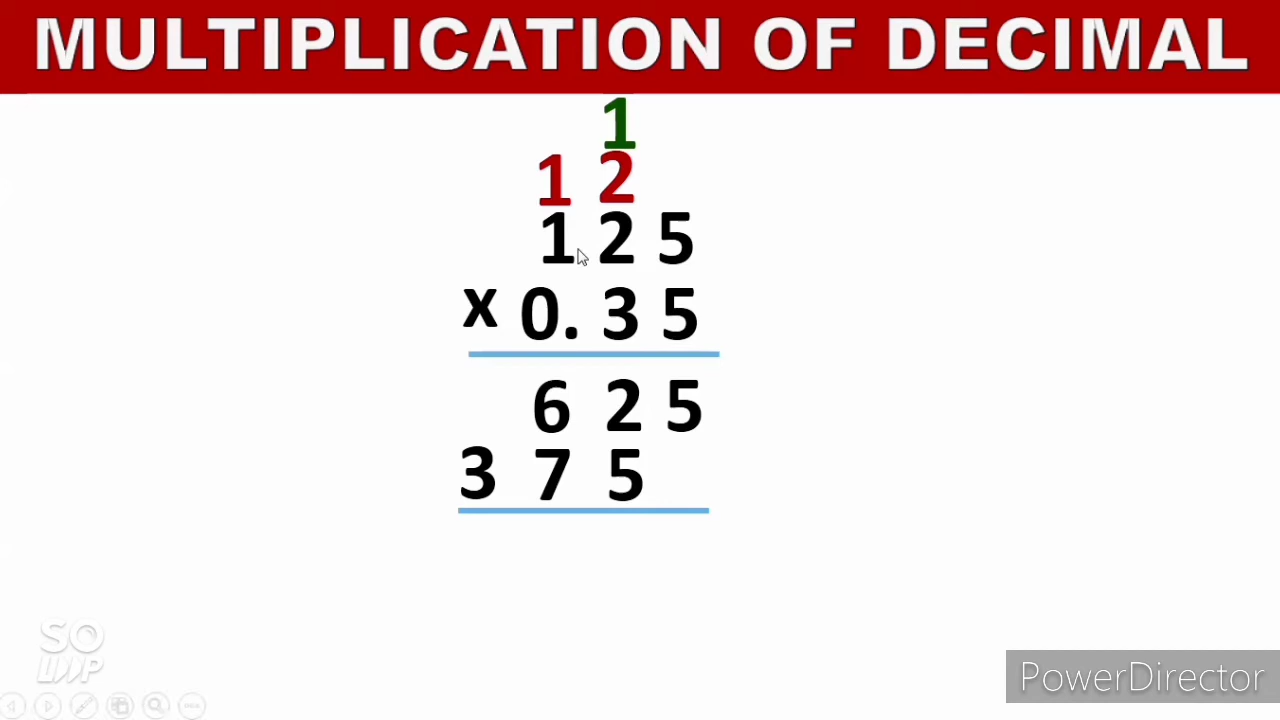 MULTIPLICATION OF DECIMAL
1
1 2
1 2 5
x 0. 3 5
6 2 5
3 7 5
SO
PowerDirector